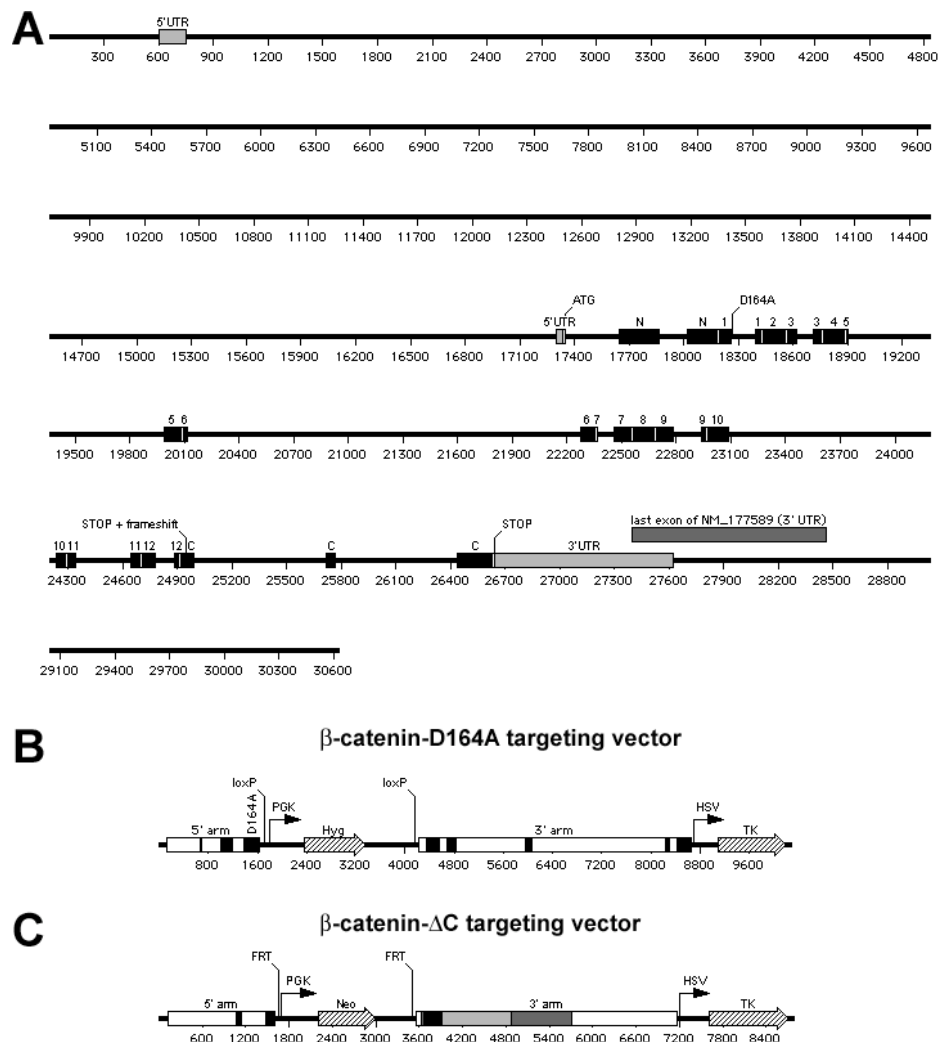 A
5' UTR
300 600 900 1200 1500 1800 2100 2400 2700 3000 3300 3600 3900 4200 4500 4800
5100 5400 5700 6000 6300 6600 6900 7200 7500 7800 8100 8400 8700 9000 9300 9600
9900 10200 10500 10800 11100 11400 11700 12000 12300 12600 12900 13200 13500 13800 14100 14400
ATG D164A
5' UTR N N 1 1 2 3 3 4 5
14700 15000 15300 15600 15900 16200 16500 16800 17100 17400 17700 18000 18300 18600 18900 19200
5 6 6 7 7 8 9 9 10
19500 19800 20100 20400 20700 21000 21300 21600 21900 22200 22500 22800 23100 23400 23700 24000
STOP + frameshift STOP last exon of NM_177589 (3' UTR)
10 11 11 12 12 C C C 3'UTR
24300 24600 24900 25200 25500 25800 26100 26400 26700 27000 27300 27600 27900 28200 28500 28800
29100 29400 29700 30000 30300 30600
B
β-catenin-D164A targeting vector
loxP loxP
D164A PGK HSV
5' arm Hyg 3' arm TK
800 1600 2400 3200 4000 4800 5600 6400 7200 8000 8800 9600
C
β-catenin-ΔC targeting vector
FRT FRT
PGK HSV
5' arm Neo 3' arm TK
600 1200 1800 2400 3000 3600 4200 4800 5400 6000 6600 7200 7800 8400